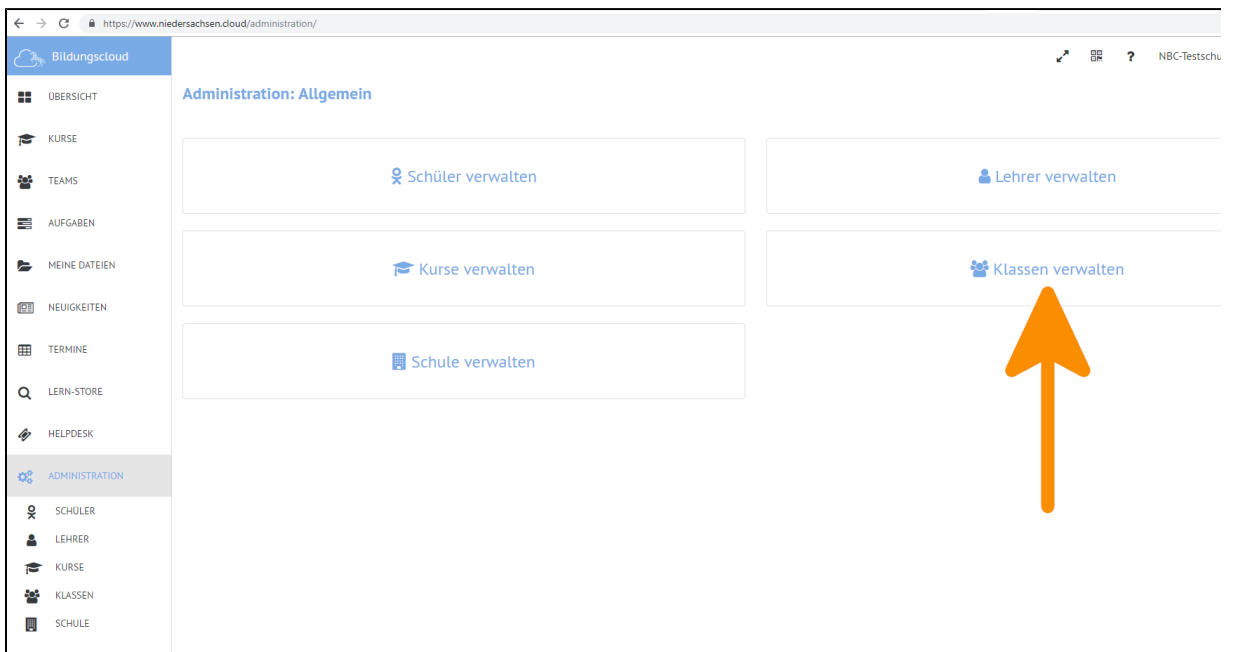 https://www.niedersachsen.cloud/administration/
Bildungscloud
? NBC-Testschu
ÜBERSICHT
KURSE
TEAMS
AUFGABEN
MEINE DATEIEN
NEUIGKEITEN
TERMINE
LERN-STORE
HELPDESK
ADMINISTRATION
SCHÜLER
LEHRER
KURSE
KLASSEN
SCHULE
Administration: Allgemein
Schüler verwalten
Lehrer verwalten
Kurse verwalten
Klassen verwalten
Schule verwalten